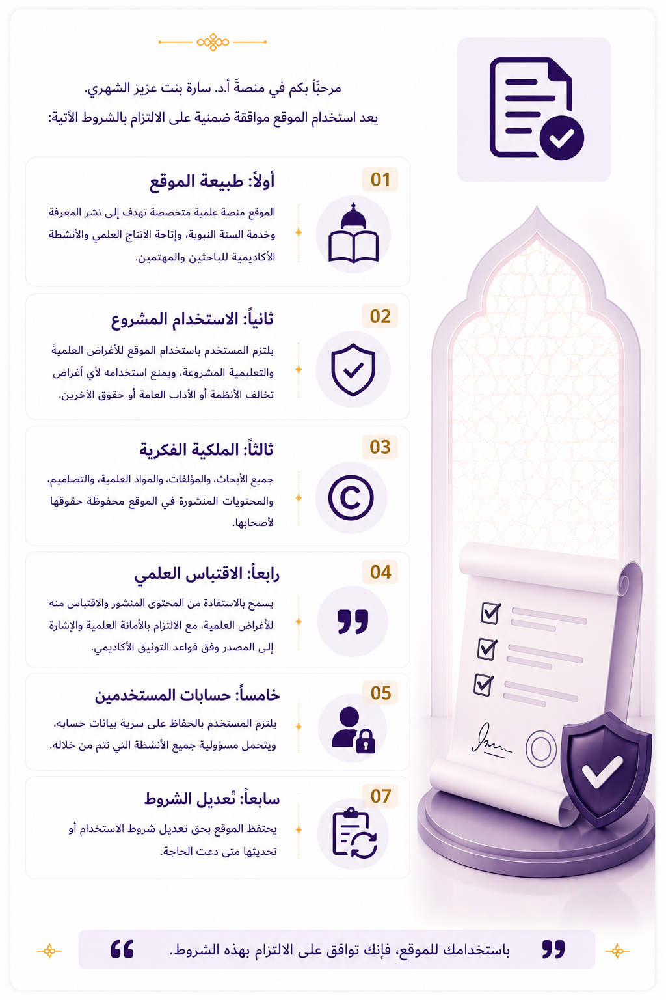 مرحبًّاَ بكم في منصةَ أ.د. سارة بنت عزيز الشهري.
يعد استخدام الموقع موافقة ضمنية على الالتزام بالشروط الآتية:
01
أولاً: طبيعة الموقع
الموقع منصة علمية متخصصة تهدف إلى نشر المعرفة
وخدمة السنة النبوية، وإتاحة الأنتاج العلمي والأنشطة
الأكاديمية للباحثين والمهتمين.
02
ثانياً: الاستخدام المشروع
يلتزم المستخدم باستخدام الموقع للأغراض العلميةَ
والتعليمية المشروعة، ويمنع استخدامه لأي أغراض
تخالف الأنظمة أو الأداب العامة أو حقوق الأخرين.
03
ثالثاً: الملكية الفكرية
جميع الأبحاث، والمؤلفات، والمواد العلمية، والتصاميم،
والمحتويات المنشورة في الموقع محفوظة حقوقها
لأصحابها.
04
رابعاً: الاقتباس العلمي
يسمح بالاستفادة من المحتوى المنشور والاقتباس منه
للأغراض العلمية، مع الالتزام بالأمانة العلمية والإشارة
إلى المصدر وفق قواعد التوثيق الأكاديمي.
05
خامساً: حسابات المستخدمين
يلتزم المستخدم بالحفاظ على سرية بيانات حسابه،
ويتحمل مسؤولية جميع الأنشطة التي تتم من خلاله.
07
سابعاً: تُعديل الشروط
يحتفظ الموقع بحق تعديل شروط الاستخدام أو
تحديثها متى دعت الحاجة.
باستخدامك للموقع، فإنك توافق على الالتزام بهذه الشروط.